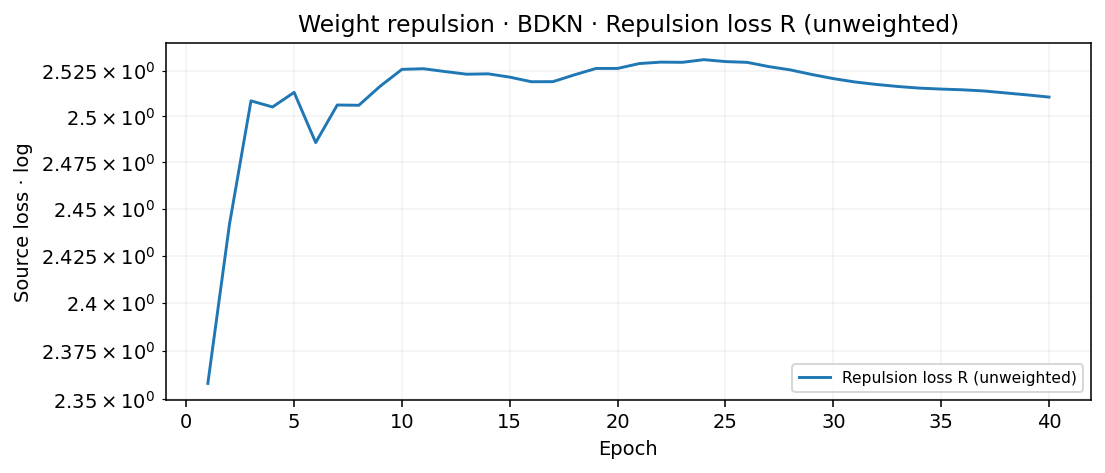 Weight repulsion · BDKN · Repulsion loss R (unweighted)
Source loss · log
2.525 × 10⁰
2.5 × 10⁰
2.475 × 10⁰
2.45 × 10⁰
2.425 × 10⁰
2.4 × 10⁰
2.375 × 10⁰
2.35 × 10⁰
Repulsion loss R (unweighted)
0 5 10 15 20 25 30 35 40
Epoch